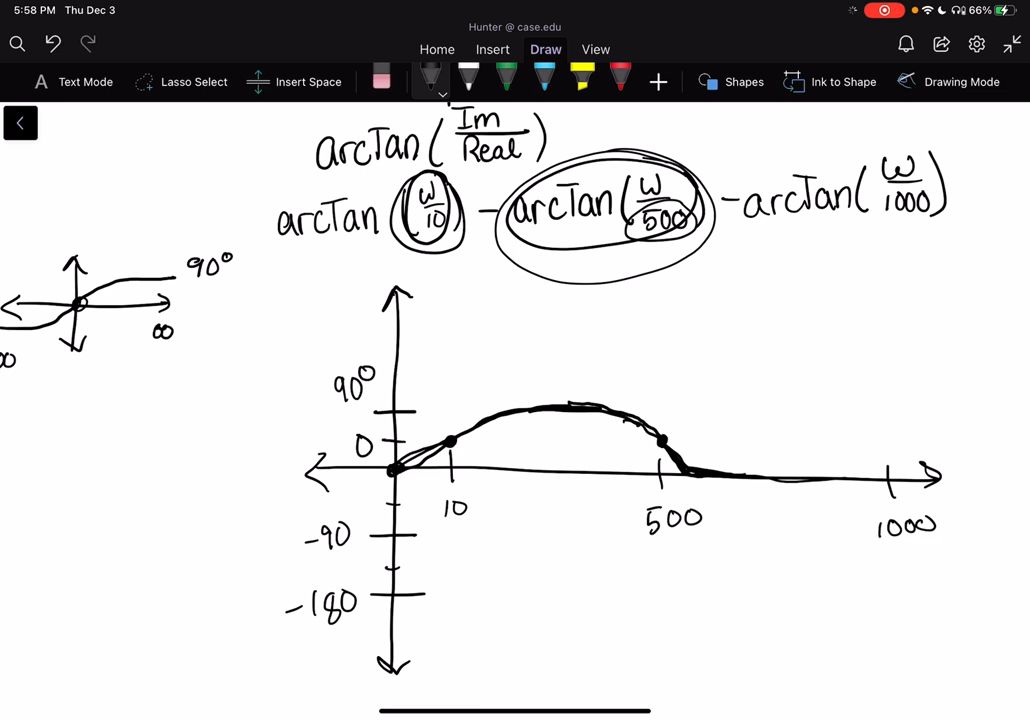 5:58 PM Thu Dec 3
66%
Hunter @ case.edu
Home Insert Draw View
Text Mode Lasso Select Insert Space Shapes Ink to Shape Drawing Mode
arcTan(Im/Real)
arcTan(ω/10) - arcTan(ω/500) - arcTan(ω/1000)
90°
∞
∞
90°
0
10
500
1000
-90
-180